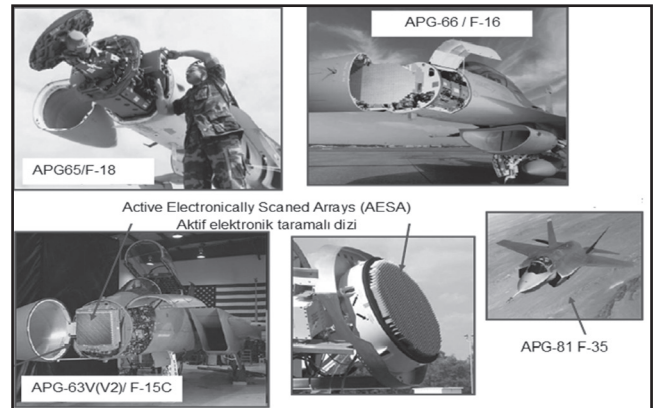 APG-66 / F-16
APG65/F-18
Active Electronically Scaned Arrays (AESA)
Aktif elektronik taramalı dizi
APG-63V(V2)/ F-15C
APG-81 F-35